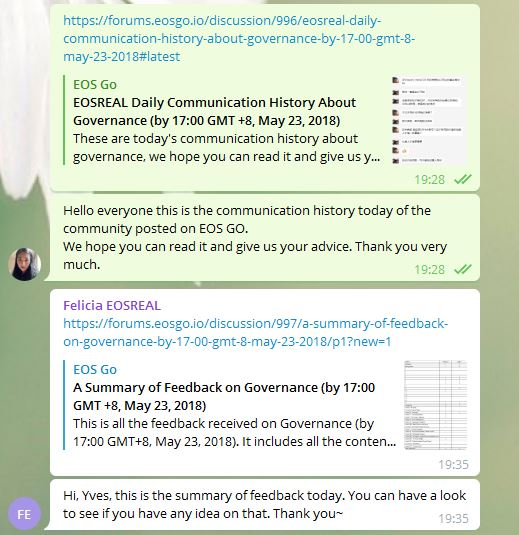 https://forums.eosgo.io/discussion/996/eosreal-daily-
communication-history-about-governance-by-17-00-gmt-8-
may-23-2018#latest
EOS Go
EOSREAL Daily Communication History About
Governance (by 17:00 GMT +8, May 23, 2018)
These are today's communication history about
governance, we hope you can read it and give us y...
19:28
Hello everyone this is the communication history today of the
community posted on EOS GO.
We hope you can read it and give us your advice. Thank you very
much.
19:28
Felicia EOSREAL
https://forums.eosgo.io/discussion/997/a-summary-of-feedback-
on-governance-by-17-00-gmt-8-may-23-2018/p1?new=1
EOS Go
A Summary of Feedback on Governance (by 17:00
GMT +8, May 23, 2018)
This is all the feedback received on Governance (by
17:00 GMT+8, May 23, 2018). It includes all the conten...
19:35
FE
Hi, Yves, this is the summary of feedback today. You can have a look
to see if you have any idea on that. Thank you~
19:35